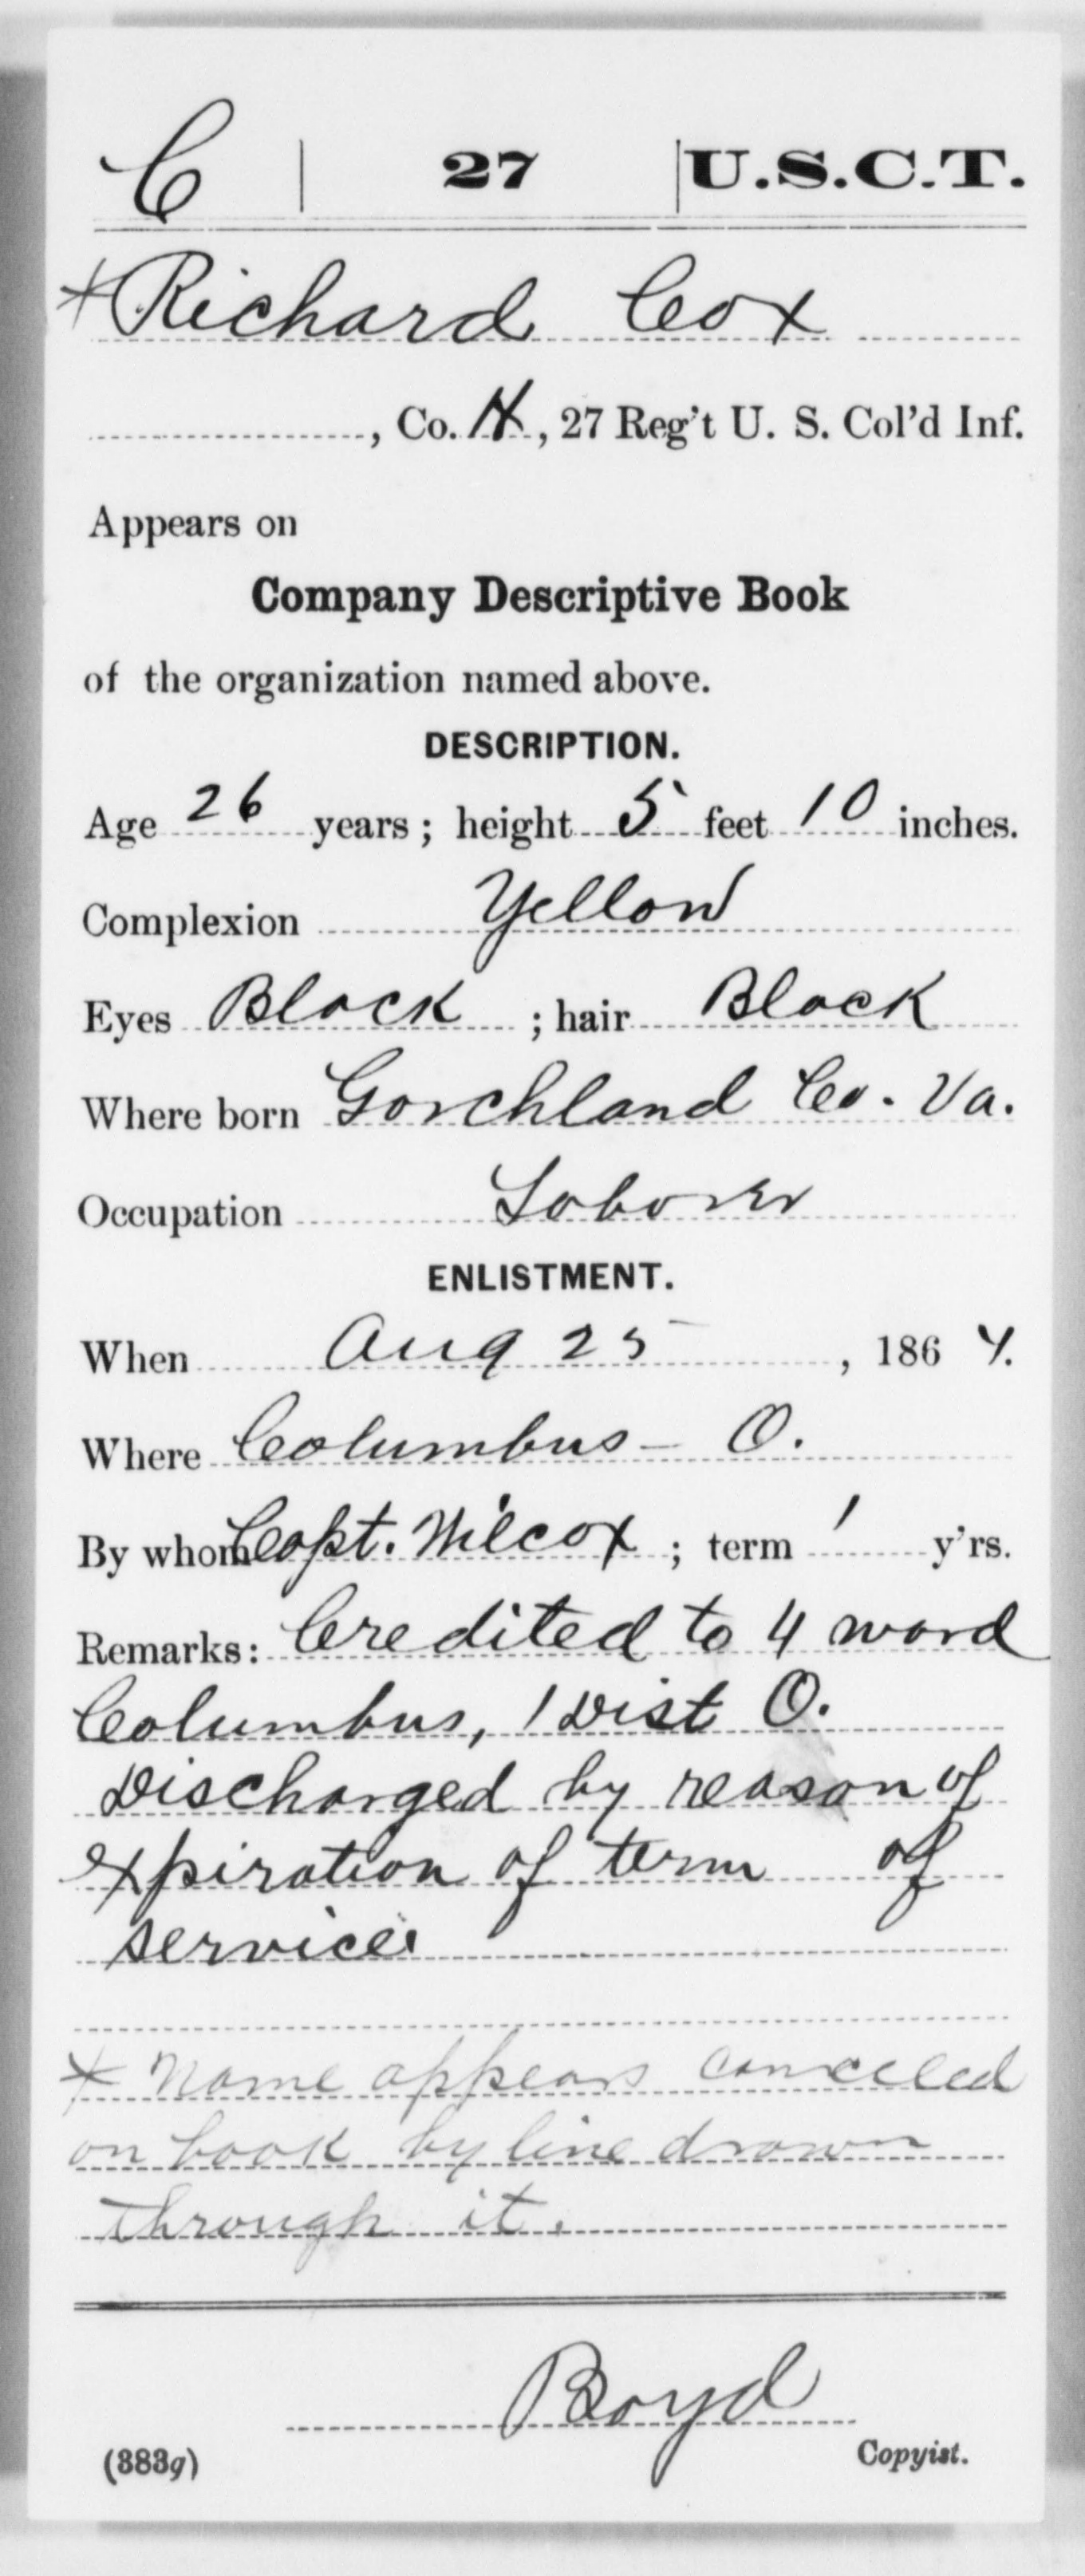 C | 27 | U.S.C.T.
+ Richard Cox
, Co. H, 27 Reg't U. S. Col'd Inf.
Appears on
Company Descriptive Book
of the organization named above.
DESCRIPTION.
Age 26 years; height 5 feet 10 inches.
Complexion Yellow
Eyes Black; hair Black
Where born Gorchland Co. Va.
Occupation Laborer
ENLISTMENT.
When Aug 25, 1864.
Where Columbus - O.
By whom Capt. Wilcox; term 1 y'rs.
Remarks: Credited to 4 ward
Columbus, 1 Dist O.
Discharged by reason of
expiration of term of
service
+ Name appears canceled
on book by line drawn
through it.
Boyd
(383g) Copyist.